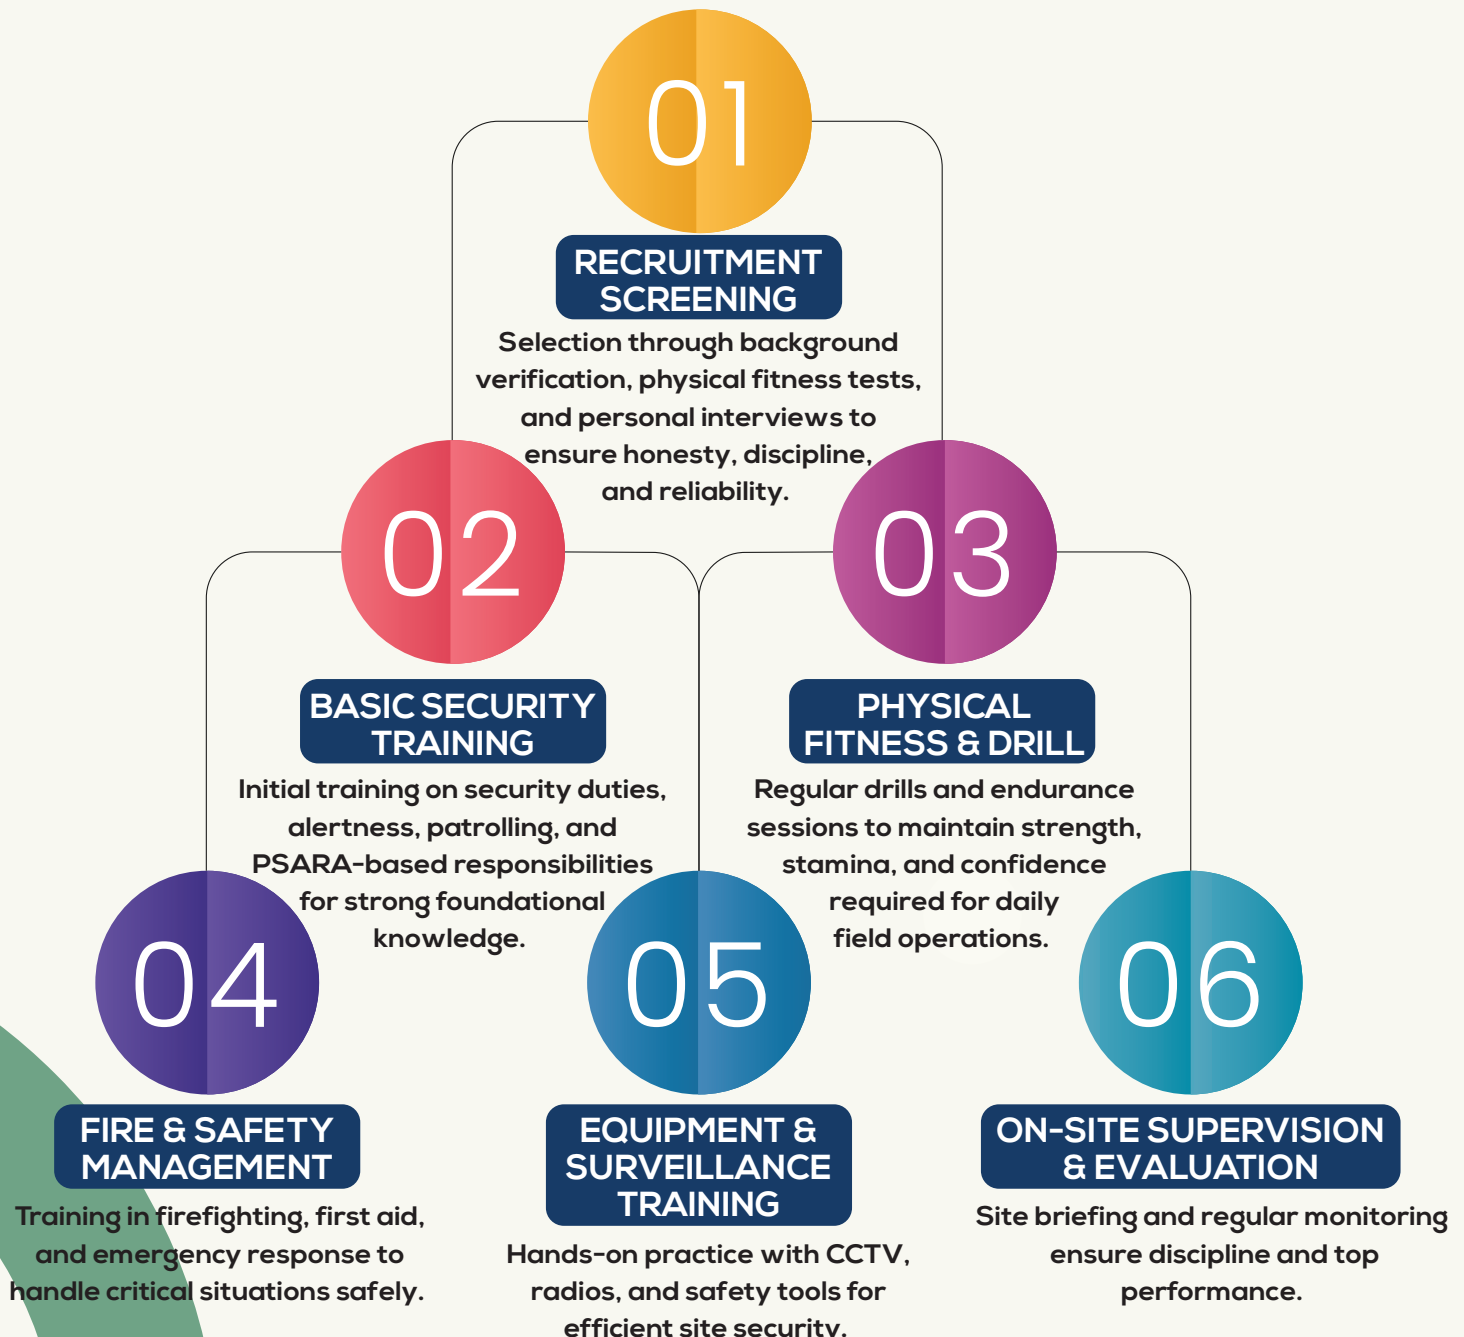 01
RECRUITMENT
SCREENING
Selection through background
verification, physical fitness tests,
and personal interviews to
ensure honesty, discipline,
and reliability.
02
BASIC SECURITY
TRAINING
Initial training on security duties,
alertness, patrolling, and
PSARA-based responsibilities
for strong foundational
knowledge.
03
PHYSICAL
FITNESS & DRILL
Regular drills and endurance
sessions to maintain strength,
stamina, and confidence
required for daily
field operations.
04
FIRE & SAFETY
MANAGEMENT
Training in firefighting, first aid,
and emergency response to
handle critical situations safely.
05
EQUIPMENT &
SURVEILLANCE
TRAINING
Hands-on practice with CCTV,
radios, and safety tools for
efficient site security.
06
ON-SITE SUPERVISION
& EVALUATION
Site briefing and regular monitoring
ensure discipline and top
performance.